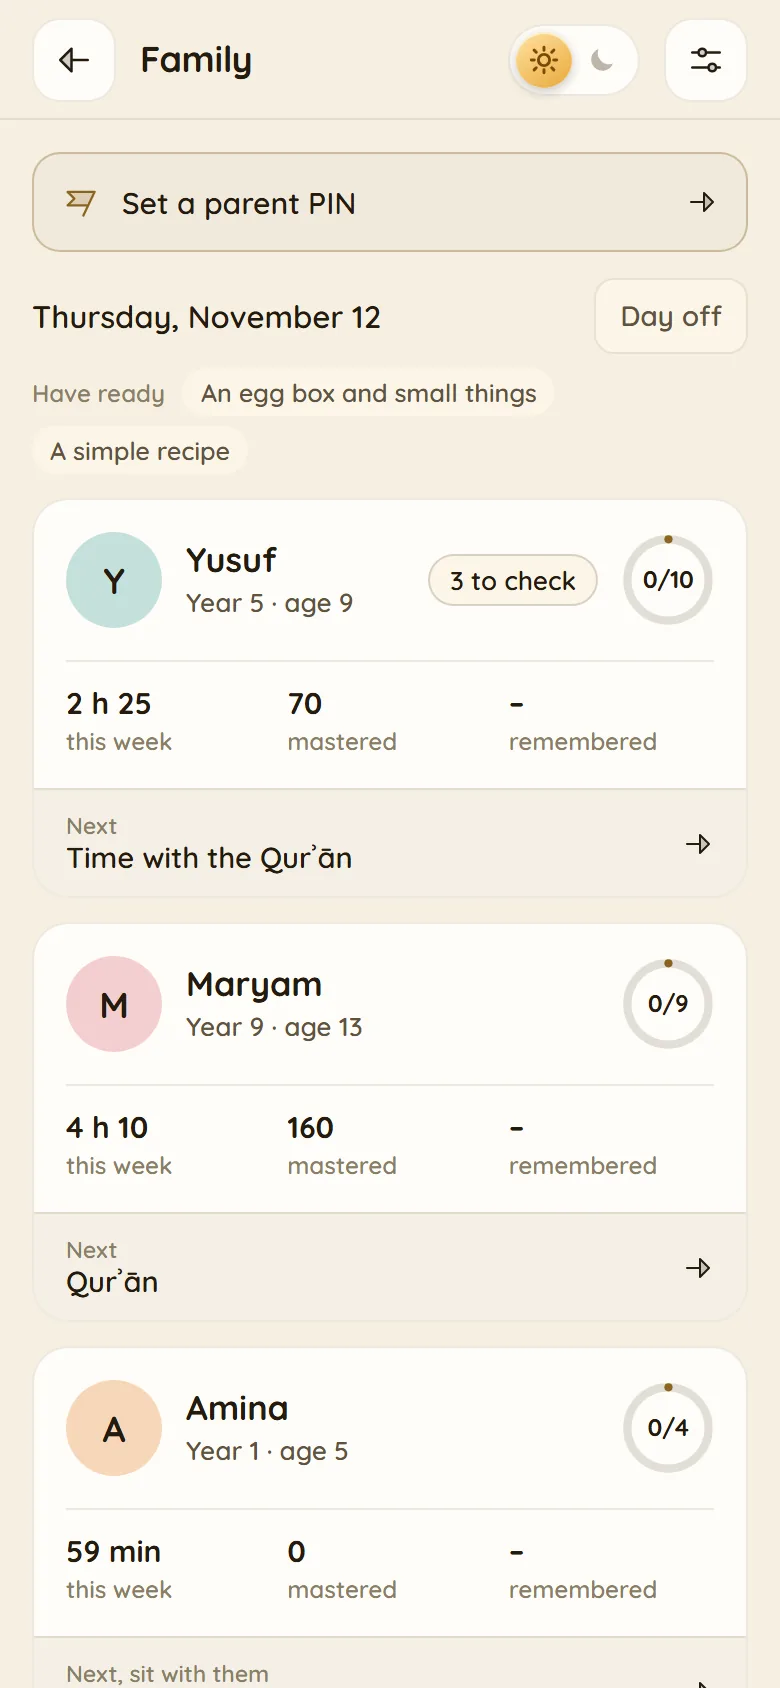 Family
Set a parent PIN
Thursday, November 12
Day off
Have ready An egg box and small things
A simple recipe
Y
Yusuf
Year 5 · age 9
3 to check
0/10
2 h 25 70 –
this week mastered remembered
Next
Time with the Qurʾān
M
Maryam
Year 9 · age 13
0/9
4 h 10 160 –
this week mastered remembered
Next
Qurʾān
A
Amina
Year 1 · age 5
0/4
59 min 0 –
this week mastered remembered
Next, sit with them